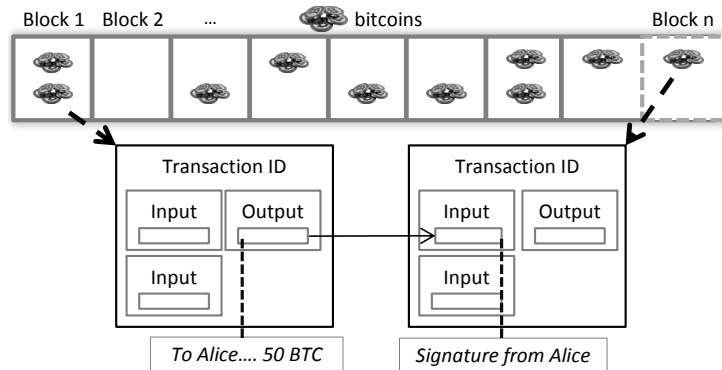 Block 1 Block 2 ... bitcoins Block n
Transaction ID Transaction ID
Input Output Input Output
Input Input
To Alice.... 50 BTC Signature from Alice